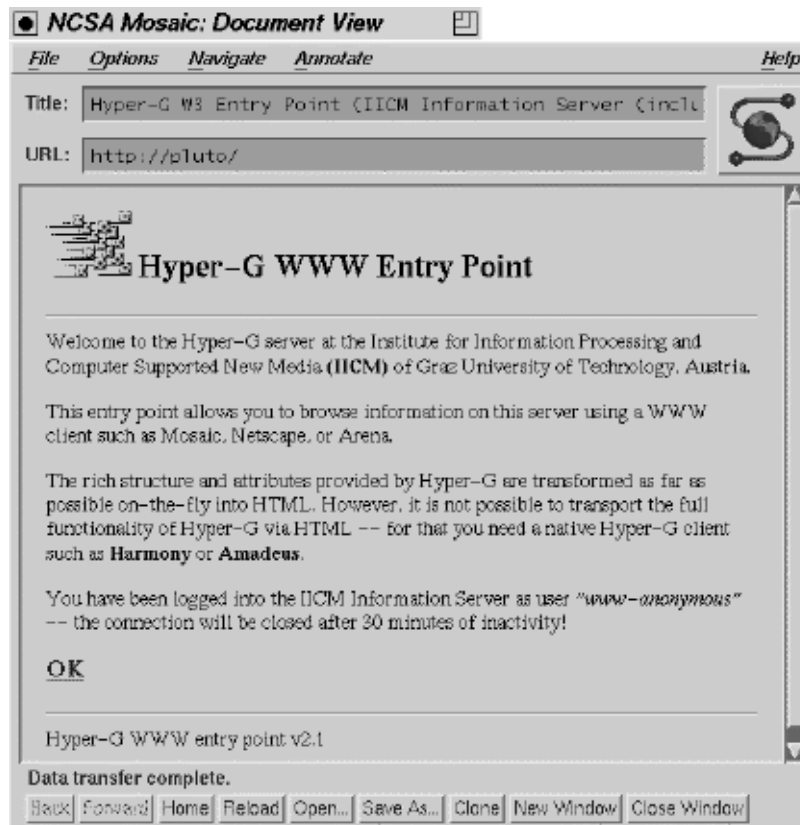 NCSA Mosaic: Document View
File Options Navigate Annotate Help
Title: Hyper-G W3 Entry Point (IICM Information Server (inclu
URL: http://pluto/
Hyper-G WWW Entry Point
Welcome to the Hyper-G server at the Institute for Information Processing and
Computer Supported New Media (IICM) of Graz University of Technology, Austria.
This entry point allows you to browse information on this server using a WWW
client such as Mosaic, Netscape, or Arena.
The rich structure and attributes provided by Hyper-G are transformed as far as
possible on-the-fly into HTML. However, it is not possible to transport the full
functionality of Hyper-G via HTML -- for that you need a native Hyper-G client
such as Harmony or Amadeus.
You have been logged into the IICM Information Server as user "www-anonymous"
-- the connection will be closed after 30 minutes of inactivity!
OK
Hyper-G WWW entry point v2.1
Data transfer complete.
Back Forward Home Reload Open... Save As... Clone New Window Close Window